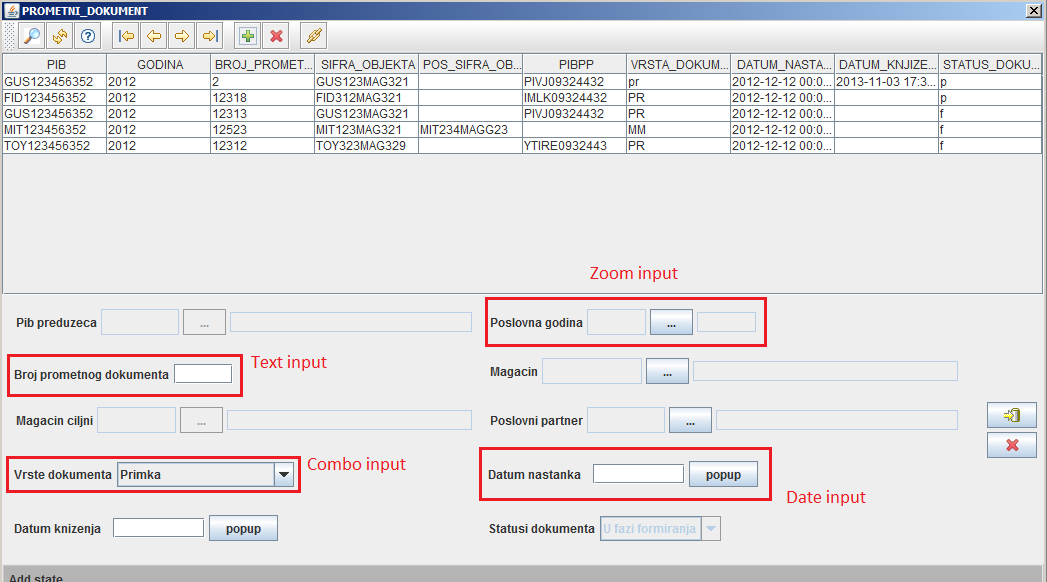 PROMETNI_DOKUMENT
PIB GODINA BROJ_PROMET... SIFRA_OBJEKTA POS_SIFRA_OB... PIBPP VRSTA_DOKUM... DATUM_NASTA... DATUM_KNJIZE... STATUS_DOKU...
GUS123456352 2012 2 GUS123MAG321 PIVJ09324432 pr 2012-12-12 00:0... 2013-11-03 17:3... p
FID123456352 2012 12318 FID312MAG321 IMLK09324432 PR 2012-12-12 00:0... p
GUS123456352 2012 12313 GUS123MAG321 PIVJ09324432 PR 2012-12-12 00:0... f
MIT123456352 2012 12523 MIT123MAG321 MIT234MAGG23 MM 2012-12-12 00:0... f
TOY123456352 2012 12312 TOY323MAG329 YTIRE0932443 PR 2012-12-12 00:0... f
Zoom input
Pib preduzeca ... Poslovna godina ...
Text input
Broj prometnog dokumenta Magacin ...
Magacin ciljni ... Poslovni partner ...
Combo input
Vrste dokumenta Primka Datum nastanka popup
Date input
Datum knizenja popup Statusi dokumenta U fazi formiranja
Add state